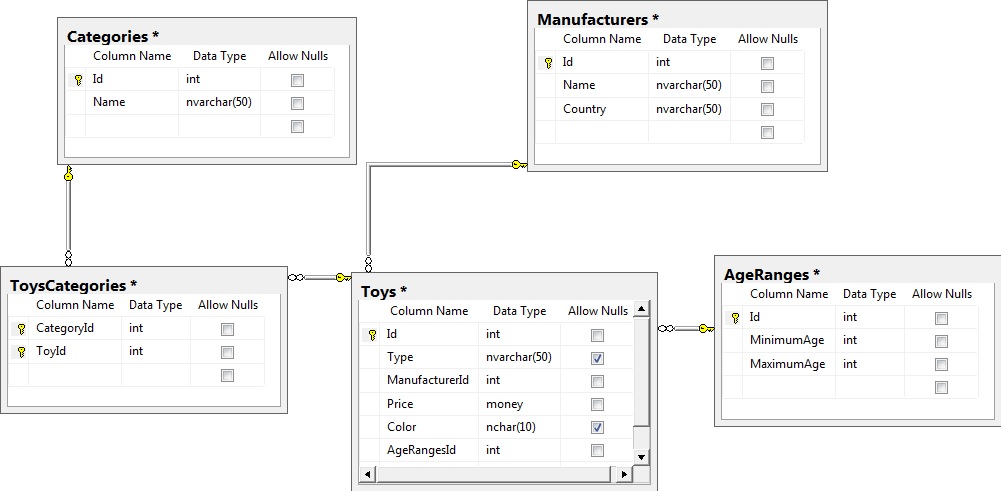 Categories *
Column Name Data Type Allow Nulls
Id int
Name nvarchar(50)
Manufacturers *
Column Name Data Type Allow Nulls
Id int
Name nvarchar(50)
Country nvarchar(50)
ToysCategories *
Column Name Data Type Allow Nulls
CategoryId int
ToyId int
Toys *
Column Name Data Type Allow Nulls
Id int
Type nvarchar(50)
ManufacturerId int
Price money
Color nchar(10)
AgeRangesId int
AgeRanges *
Column Name Data Type Allow Nulls
Id int
MinimumAge int
MaximumAge int